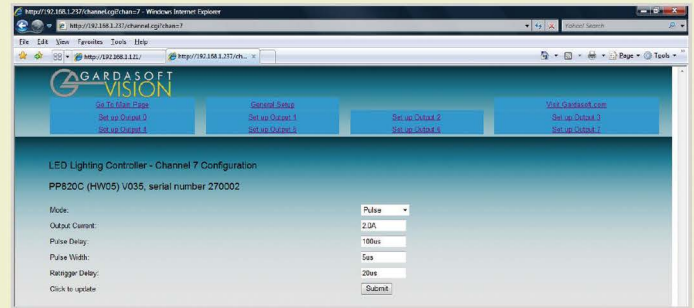 http://192.168.1.237/channel.cgi?chan=7 - Windows Internet Explorer
http://192.168.1.237/channel.cgi?chan=7
Yahoo! Search
File Edit View Favorites Tools Help
http://192.168.1.121/
http://192.168.1.237/ch...
Page Tools
GARDASOFT
VISION
Go To Main Page General Setup Visit Gardasoft.com
Set up Output 0 Set up Output 1 Set up Output 2 Set up Output 3
Set up Output 4 Set up Output 5 Set up Output 6 Set up Output 7
LED Lighting Controller - Channel 7 Configuration
PP820C (HW05) V035, serial number 270002
Mode: Pulse
Output Current: 2.0A
Pulse Delay: 100us
Pulse Width: 5us
Retrigger Delay: 20us
Click to update Submit